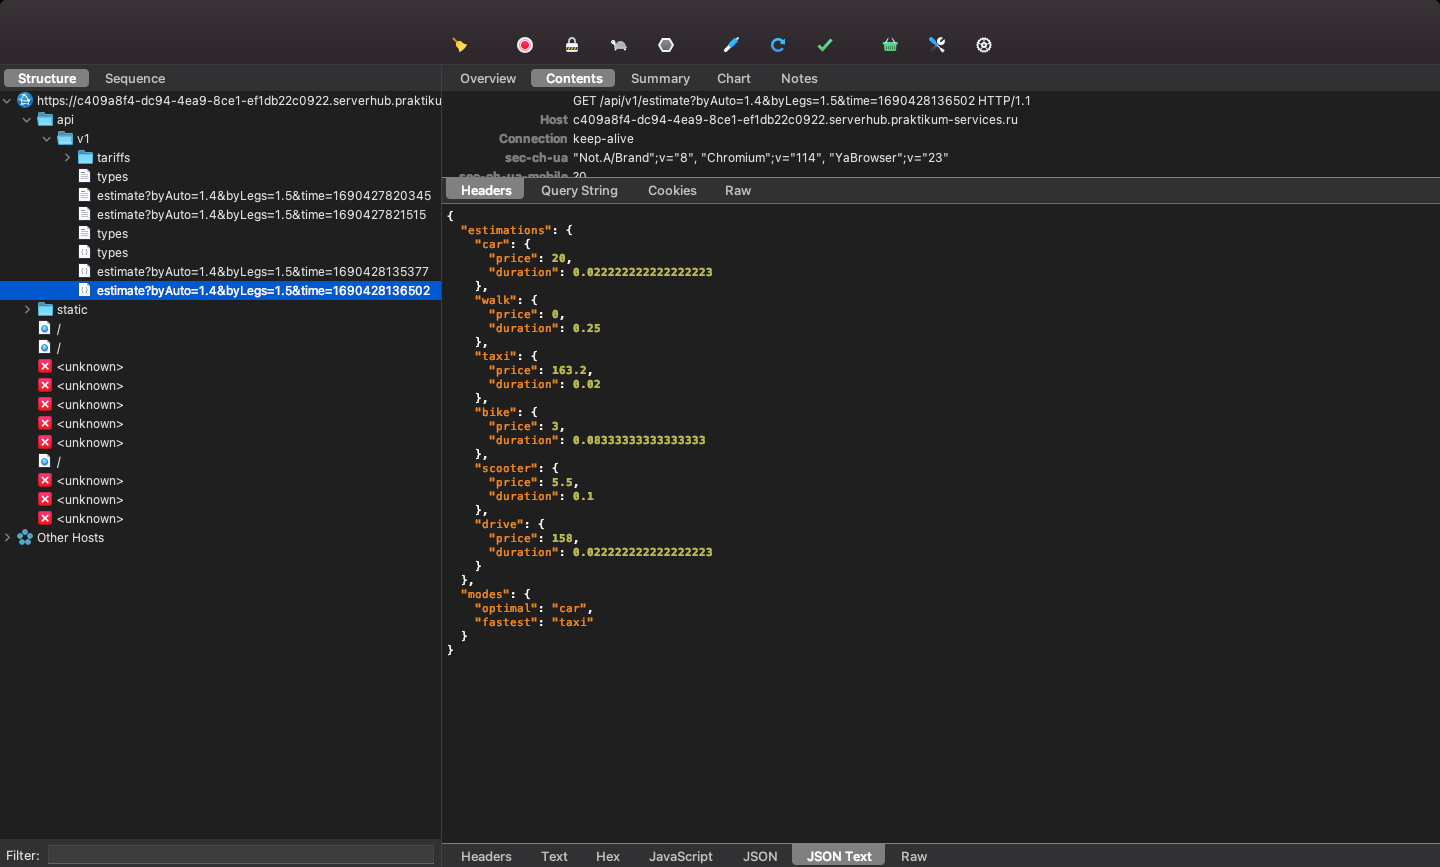 Structure Sequence
https://c409a8f4-dc94-4ea9-8ce1-ef1db22c0922.serverhub.praktiku
api
v1
tariffs
types
estimate?byAuto=1.4&byLegs=1.5&time=1690427820345
estimate?byAuto=1.4&byLegs=1.5&time=1690427821515
types
types
estimate?byAuto=1.4&byLegs=1.5&time=1690428135377
estimate?byAuto=1.4&byLegs=1.5&time=1690428136502
static
/
/
<unknown>
<unknown>
<unknown>
<unknown>
<unknown>
/
<unknown>
<unknown>
<unknown>
Other Hosts
Filter:
Overview Contents Summary Chart Notes
GET /api/v1/estimate?byAuto=1.4&byLegs=1.5&time=1690428136502 HTTP/1.1
Host c409a8f4-dc94-4ea9-8ce1-ef1db22c0922.serverhub.praktikum-services.ru
Connection keep-alive
sec-ch-ua "Not.A/Brand";v="8", "Chromium";v="114", "YaBrowser";v="23"
sec-ch-ua-mobile ?0
Headers Query String Cookies Raw
{
"estimations": {
"car": {
"price": 20,
"duration": 0.022222222222222223
},
"walk": {
"price": 0,
"duration": 0.25
},
"taxi": {
"price": 163.2,
"duration": 0.02
},
"bike": {
"price": 3,
"duration": 0.08333333333333333
},
"scooter": {
"price": 5.5,
"duration": 0.1
},
"drive": {
"price": 158,
"duration": 0.022222222222222223
}
},
"modes": {
"optimal": "car",
"fastest": "taxi"
}
}
Headers Text Hex JavaScript JSON JSON Text Raw